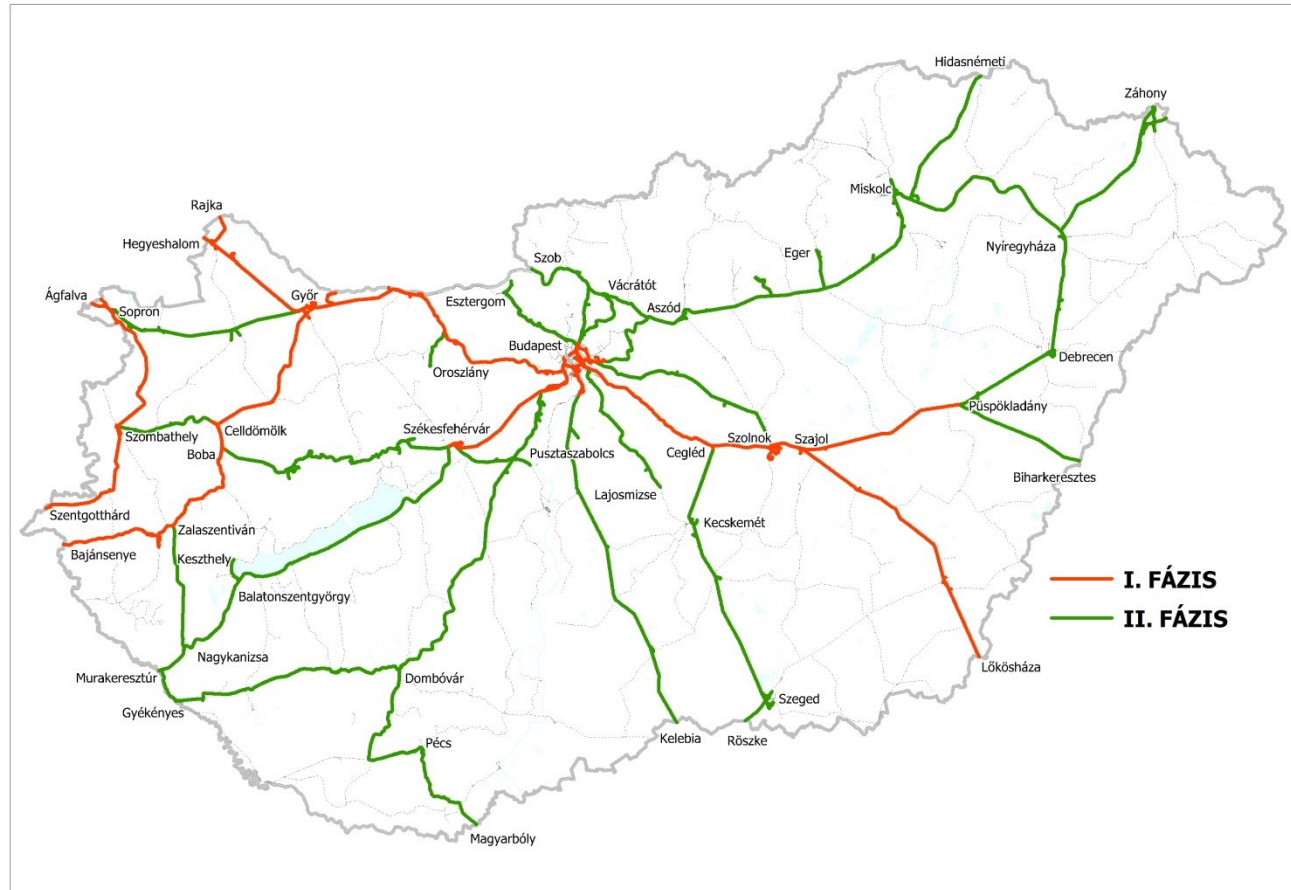 Hidasnémeti
Záhony
Miskolc
Rajka
Hegyeshalom
Nyíregyháza
Eger
Szob
Vácrátót
Ágfalva
Győr
Esztergom
Aszód
Sopron
Budapest
Debrecen
Oroszlány
Püspökladány
Szombathely
Celldömölk
Székesfehérvár
Szolnok
Szajol
Boba
Pusztaszabolcs
Cegléd
Biharkeresztes
Lajosmizse
Szentgotthárd
Kecskemét
Zalaszentiván
Bajánsenye
Keszthely
I. FÁZIS
Balatonszentgyörgy
II. FÁZIS
Nagykanizsa
Lőkösháza
Murakeresztúr
Dombóvár
Szeged
Gyékényes
Pécs
Kelebia
Röszke
Magyarbóly